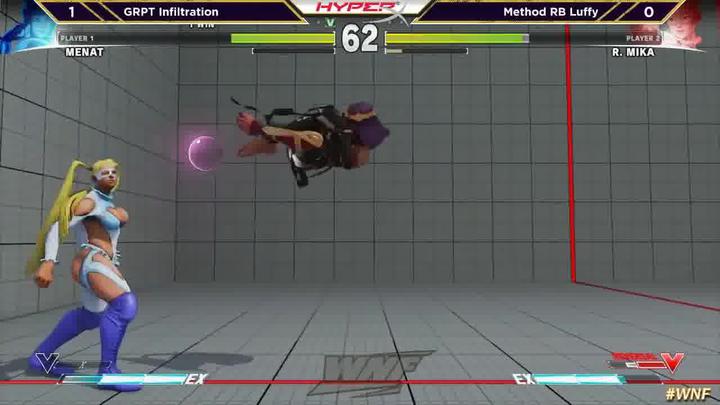 1 GRPT Infiltration HYPER Method RB Luffy 0
1 WIN V
PLAYER 1 62 PLAYER 2
MENAT R. MIKA
V V
EX WNF EX
#WNF